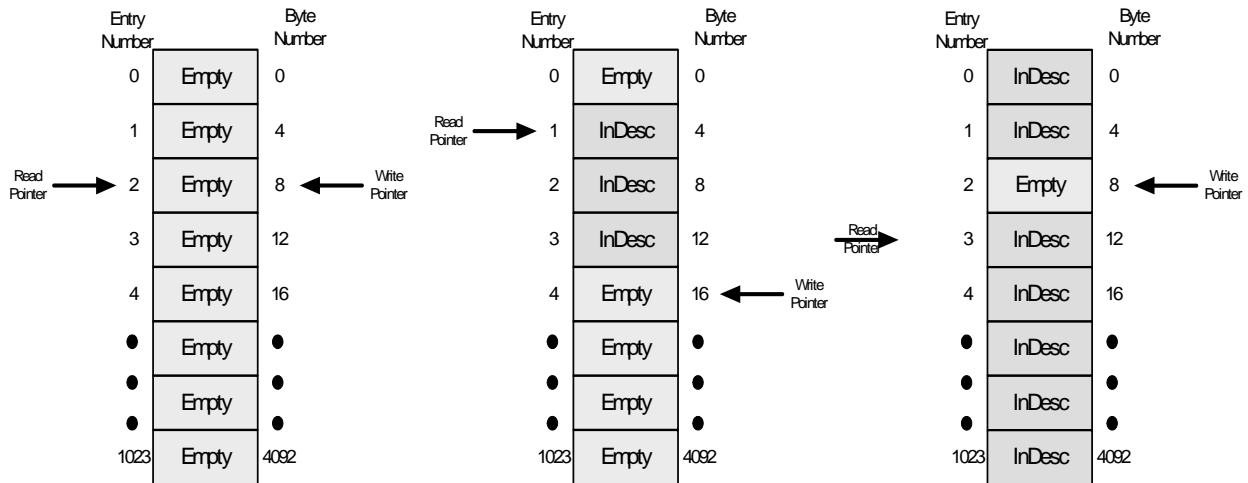 Entry
Number
Byte
Number
0 Empty 0
1 Empty 4
Read
Pointer
2 Empty 8
Write
Pointer
3 Empty 12
4 Empty 16
Empty
Empty
1023 Empty 4092
Entry
Number
Byte
Number
0 Empty 0
Read
Pointer
1 InDesc 4
2 InDesc 8
3 InDesc 12
4 Empty 16
Write
Pointer
Empty
Empty
1023 Empty 4092
Entry
Number
Byte
Number
0 InDesc 0
1 InDesc 4
2 Empty 8
Write
Pointer
Read
Pointer
3 InDesc 12
4 InDesc 16
InDesc
InDesc
1023 InDesc 4092